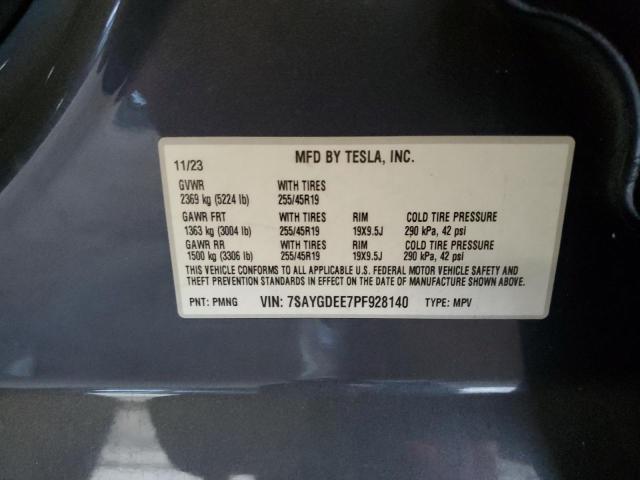 11/23 MFD BY TESLA, INC.
GVWR WITH TIRES
2369 kg (5224 lb) 255/45R19
GAWR FRT WITH TIRES RIM COLD TIRE PRESSURE
1363 kg (3004 lb) 255/45R19 19X9.5J 290 kPa, 42 psi
GAWR RR WITH TIRES RIM COLD TIRE PRESSURE
1500 kg (3306 lb) 255/45R19 19X9.5J 290 kPa, 42 psi
THIS VEHICLE CONFORMS TO ALL APPLICABLE U.S. FEDERAL MOTOR VEHICLE SAFETY AND
THEFT PREVENTION STANDARDS IN EFFECT ON THE DATE OF MANUFACTURE SHOWN ABOVE.
PNT: PMNG VIN: 7SAYGDEE7PF928140 TYPE: MPV